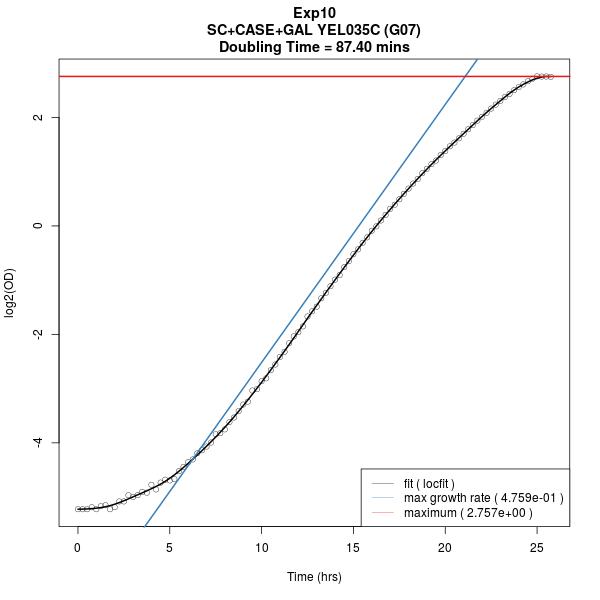 Exp10
SC+CASE+GAL YEL035C (G07)
Doubling Time = 87.40 mins
log2(OD)
2
0
-2
-4
0 5 10 15 20 25
Time (hrs)
fit ( locfit )
max growth rate ( 4.759e-01 )
maximum ( 2.757e+00 )